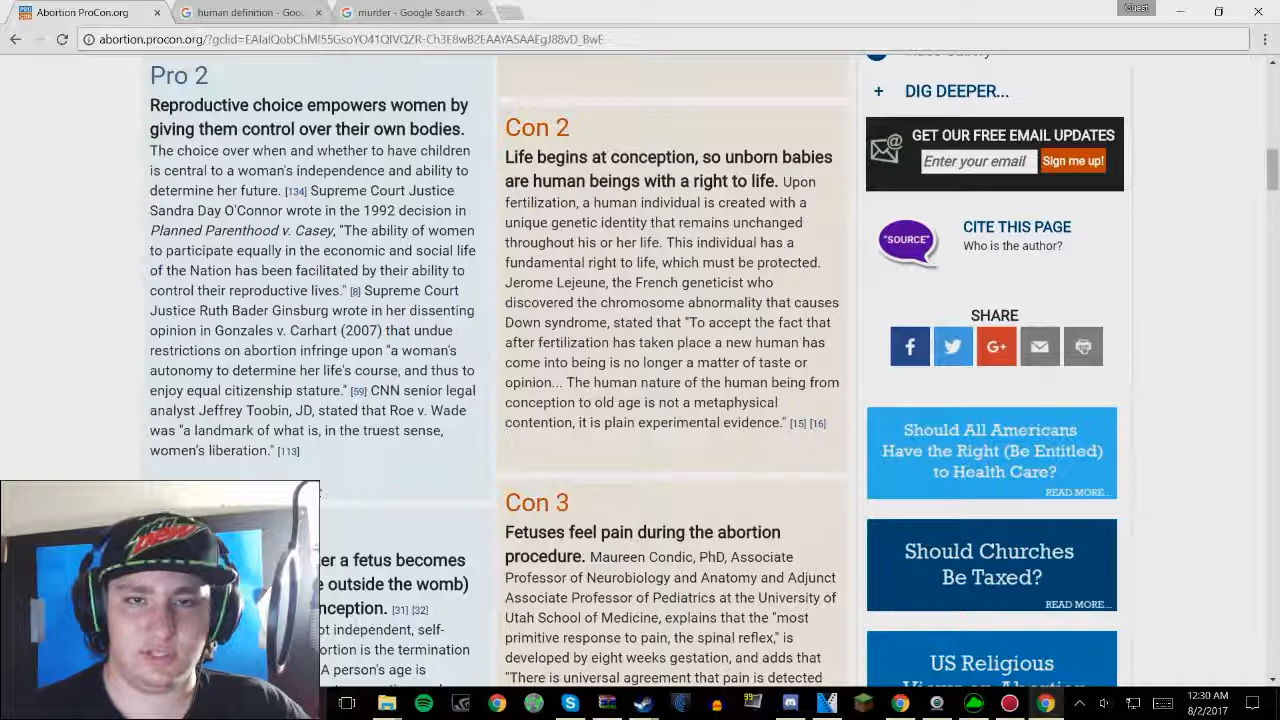 Abortion ProCon.org
human definition - Goo
murder - Google Search
Guest
abortion.procon.org/?gclid=EAIaIQobChMI55GsoYO41QIVQZR-Ch3E8wB2EAAYASAAEgJ88vD_BwE
Pro 2
Reproductive choice empowers women by
giving them control over their own bodies.
The choice over when and whether to have children
is central to a woman's independence and ability to
determine her future. [134] Supreme Court Justice
Sandra Day O'Connor wrote in the 1992 decision in
Planned Parenthood v. Casey, "The ability of women
to participate equally in the economic and social life
of the Nation has been facilitated by their ability to
control their reproductive lives." [8] Supreme Court
Justice Ruth Bader Ginsburg wrote in her dissenting
opinion in Gonzales v. Carhart (2007) that undue
restrictions on abortion infringe upon "a woman's
autonomy to determine her life's course, and thus to
enjoy equal citizenship stature." [59] CNN senior legal
analyst Jeffrey Toobin, JD, stated that Roe v. Wade
was "a landmark of what is, in the truest sense,
women's liberation." [113]
er a fetus becomes
e outside the womb)
nception. [31] [32]
ot independent, self-
ortion is the termination
A person's age is
Con 2
Life begins at conception, so unborn babies
are human beings with a right to life. Upon
fertilization, a human individual is created with a
unique genetic identity that remains unchanged
throughout his or her life. This individual has a
fundamental right to life, which must be protected.
Jerome Lejeune, the French geneticist who
discovered the chromosome abnormality that causes
Down syndrome, stated that "To accept the fact that
after fertilization has taken place a new human has
come into being is no longer a matter of taste or
opinion... The human nature of the human being from
conception to old age is not a metaphysical
contention, it is plain experimental evidence." [15] [16]
Con 3
Fetuses feel pain during the abortion
procedure. Maureen Condic, PhD, Associate
Professor of Neurobiology and Anatomy and Adjunct
Associate Professor of Pediatrics at the University of
Utah School of Medicine, explains that the "most
primitive response to pain, the spinal reflex," is
developed by eight weeks gestation, and adds that
"There is universal agreement that pain is detected
+ DIG DEEPER...
GET OUR FREE EMAIL UPDATES
Enter your email
Sign me up!
"SOURCE"
CITE THIS PAGE
Who is the author?
SHARE
Should All Americans
Have the Right (Be Entitled)
to Health Care?
READ MORE...
Should Churches
Be Taxed?
READ MORE...
US Religious
12:30 AM
8/2/2017